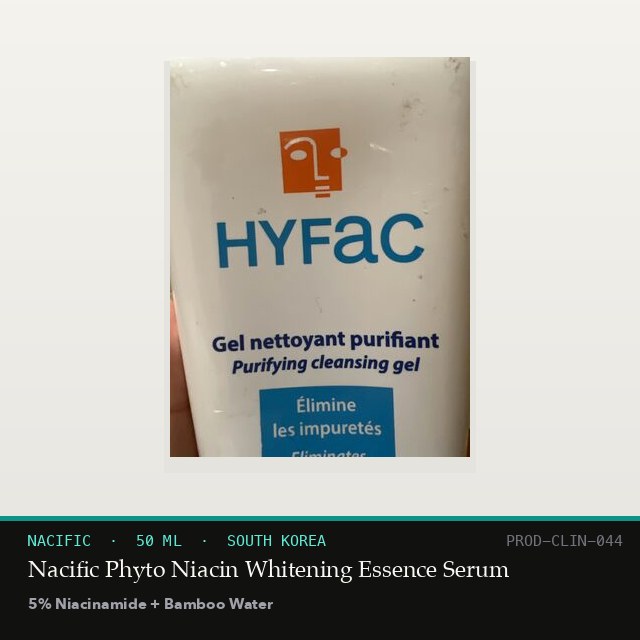 HYFac
Gel nettoyant purifiant
Purifying cleansing gel
Élimine
les impuretés
Eliminates
NACIFIC · 50 ML · SOUTH KOREA
PROD–CLIN–044
Nacific Phyto Niacin Whitening Essence Serum
5% Niacinamide + Bamboo Water